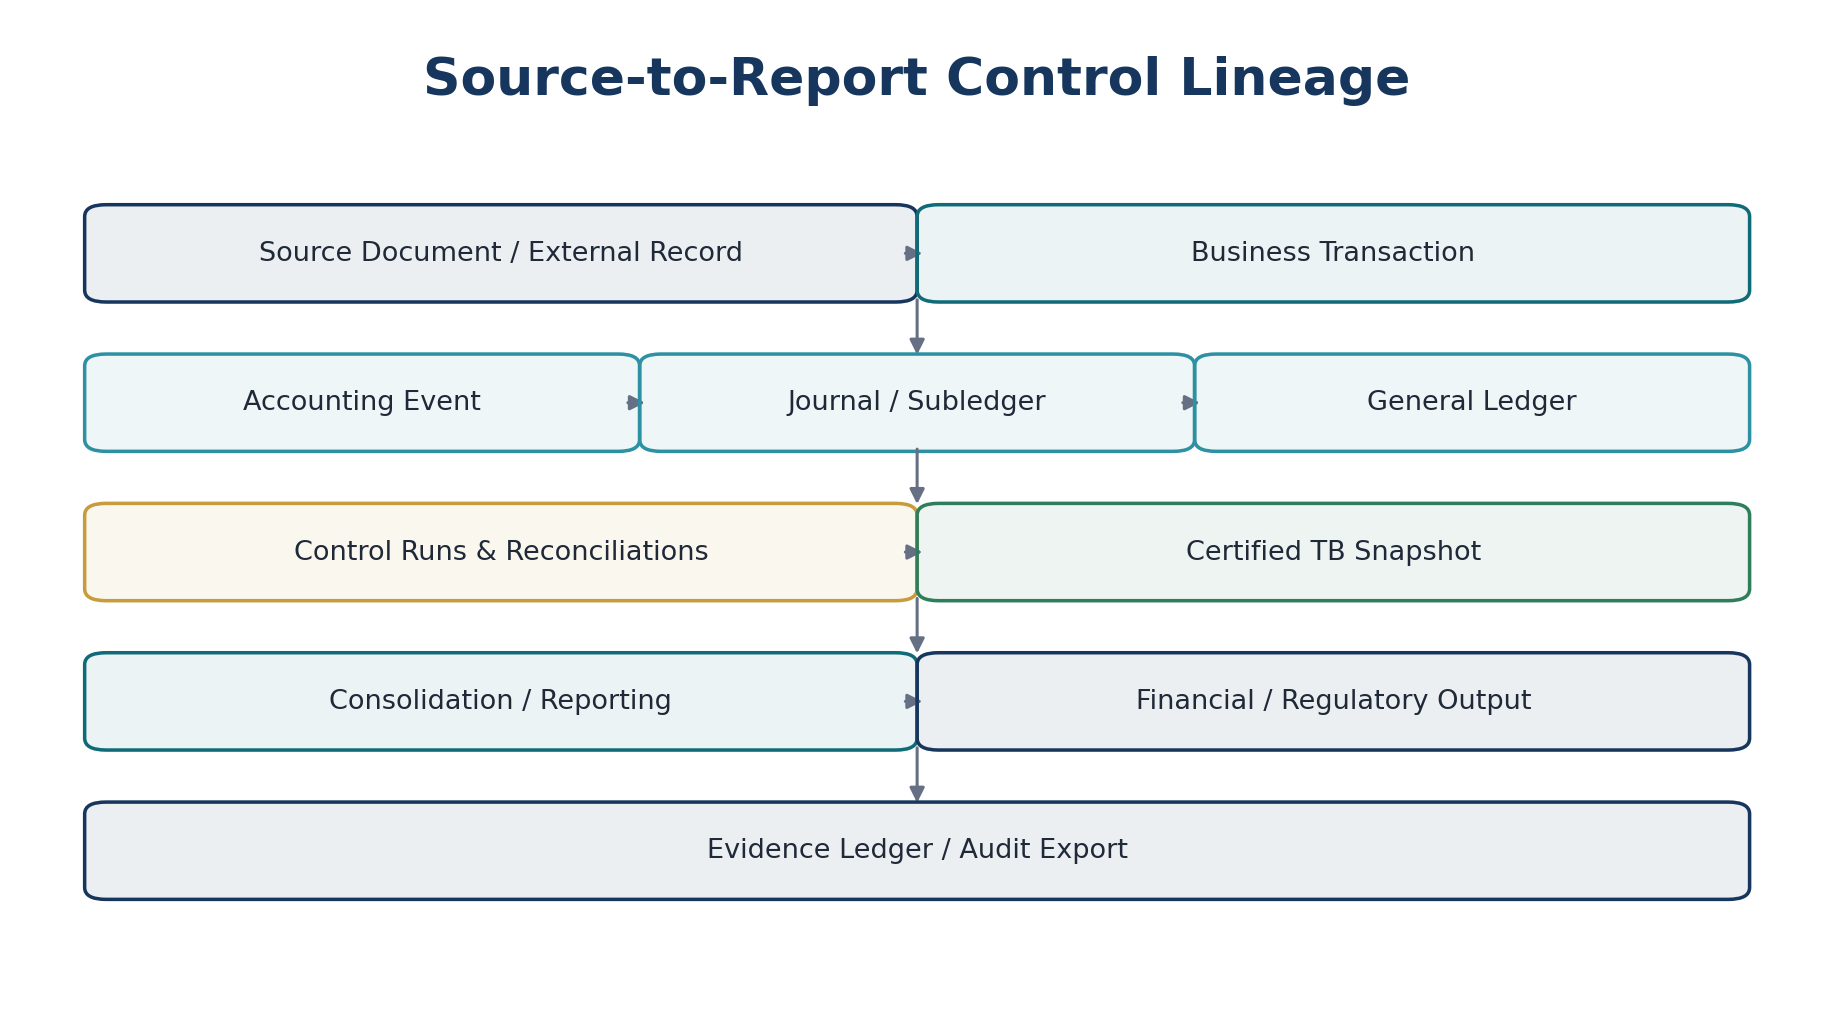 Source-to-Report Control Lineage
Source Document / External Record
Business Transaction
Accounting Event
Journal / Subledger
General Ledger
Control Runs & Reconciliations
Certified TB Snapshot
Consolidation / Reporting
Financial / Regulatory Output
Evidence Ledger / Audit Export